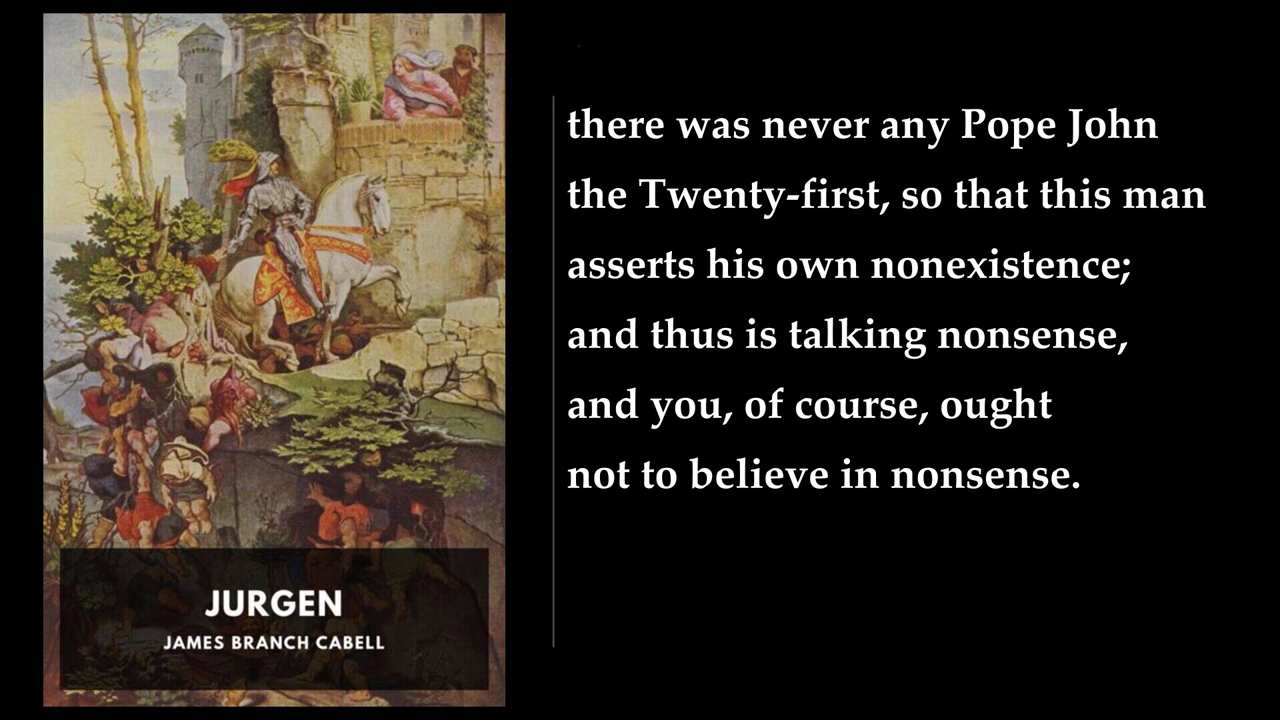 there was never any Pope John
the Twenty-first, so that this man
asserts his own nonexistence;
and thus is talking nonsense,
and you, of course, ought
not to believe in nonsense.
JURGEN
JAMES BRANCH CABELL